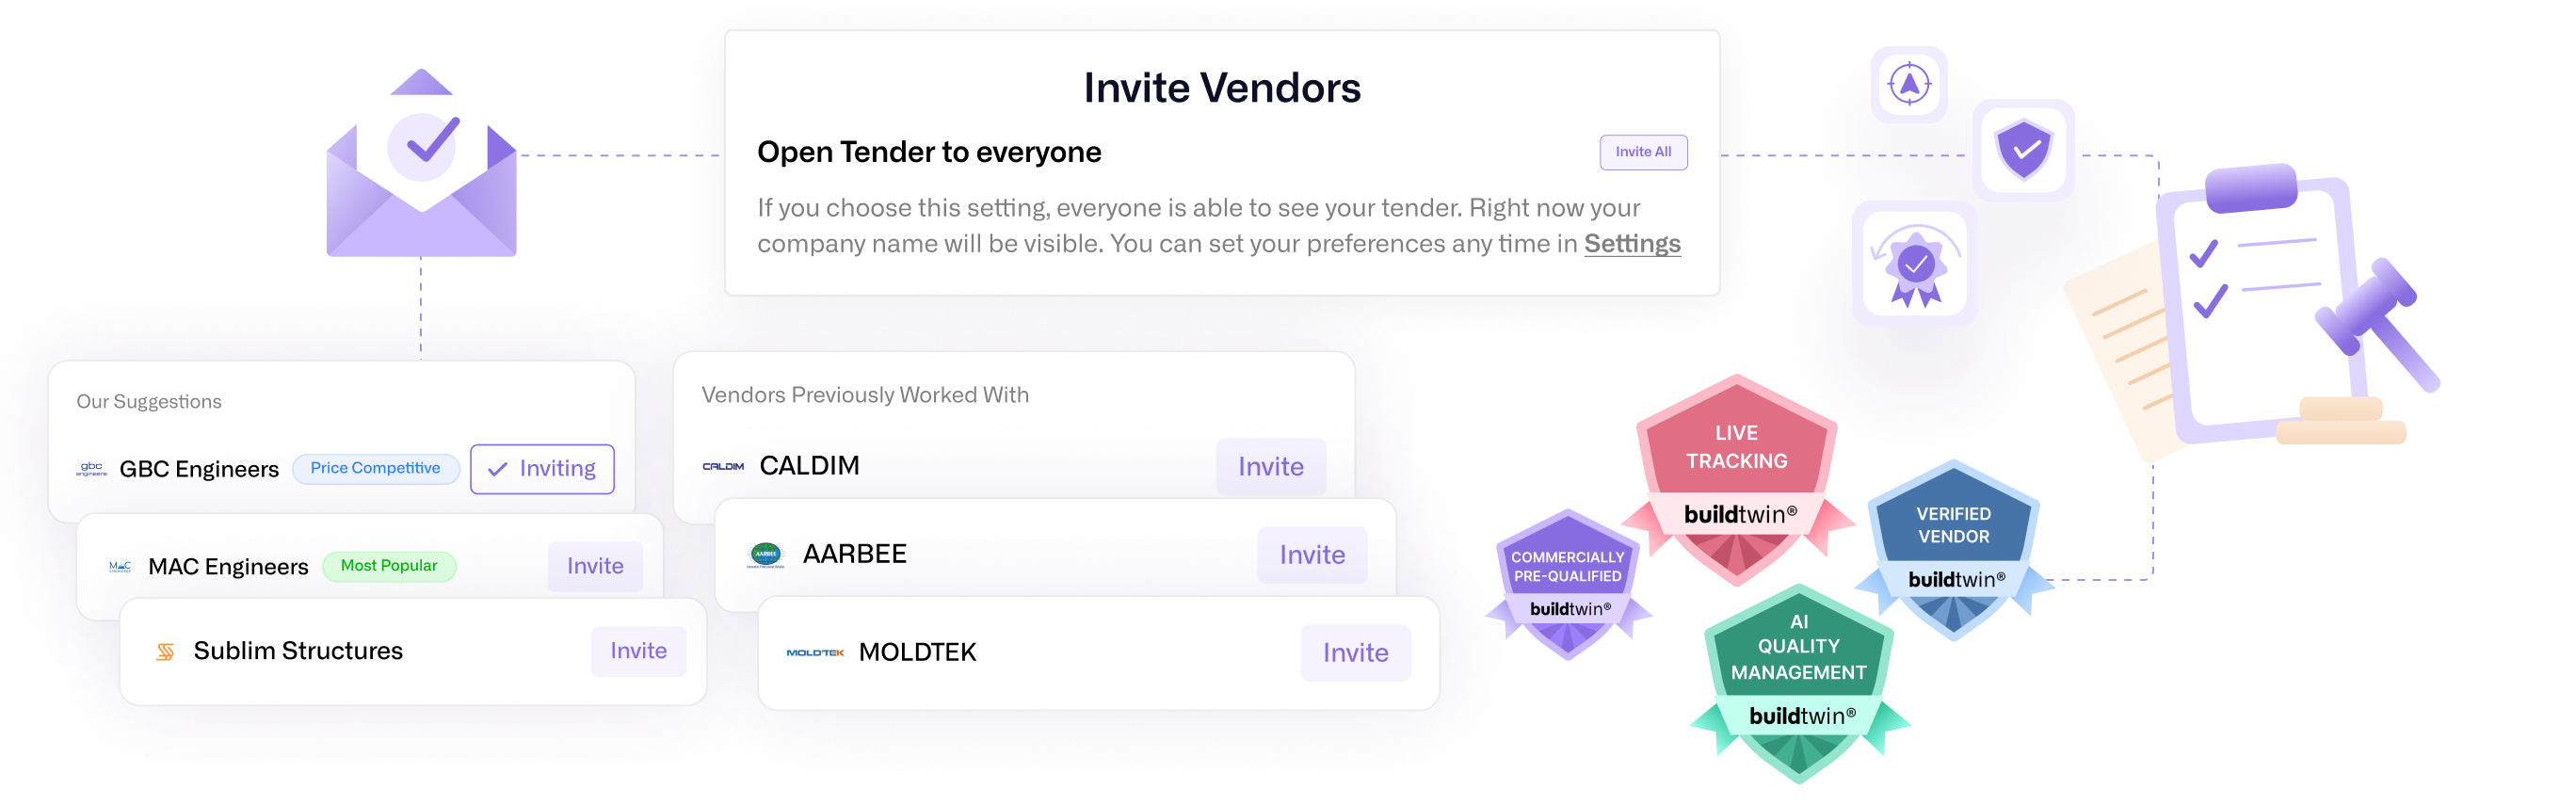 Invite Vendors
Open Tender to everyone
Invite All
If you choose this setting, everyone is able to see your tender. Right now your
company name will be visible. You can set your preferences any time in Settings
Our Suggestions
gbc
engineers
GBC Engineers
Price Competitive
Inviting
MAC
MAC Engineers
Most Popular
Invite
Sublim Structures
Invite
Vendors Previously Worked With
CALDIM
CALDIM
Invite
AARBEE
AARBEE
Invite
MOLDTEK
MOLDTEK
Invite
LIVE
TRACKING
buildtwin®
COMMERCIALLY
PRE-QUALIFIED
buildtwin®
VERIFIED
VENDOR
buildtwin®
AI
QUALITY
MANAGEMENT
buildtwin®